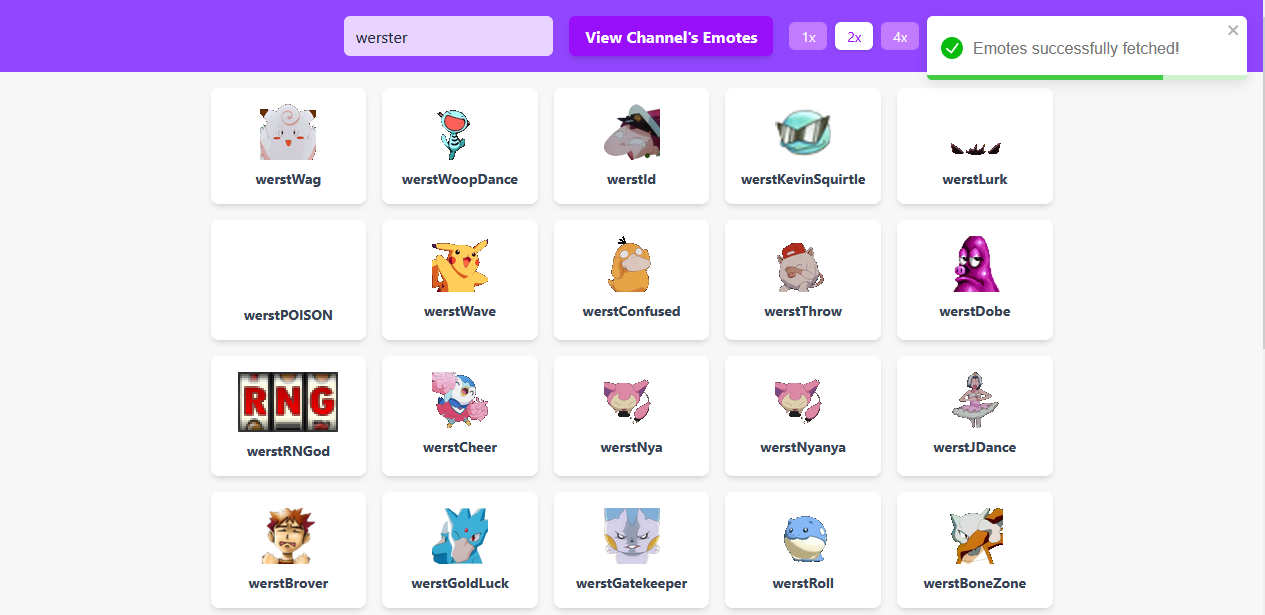 werster
View Channel's Emotes
1x
2x
4x
Emotes successfully fetched!
werstWag
werstWoopDance
werstId
werstKevinSquirtle
werstLurk
werstPOISON
werstWave
werstConfused
werstThrow
werstDobe
RNG
werstRNGod
werstCheer
werstNya
werstNyanya
werstJDance
werstBrover
werstGoldLuck
werstGatekeeper
werstRoll
werstBoneZone